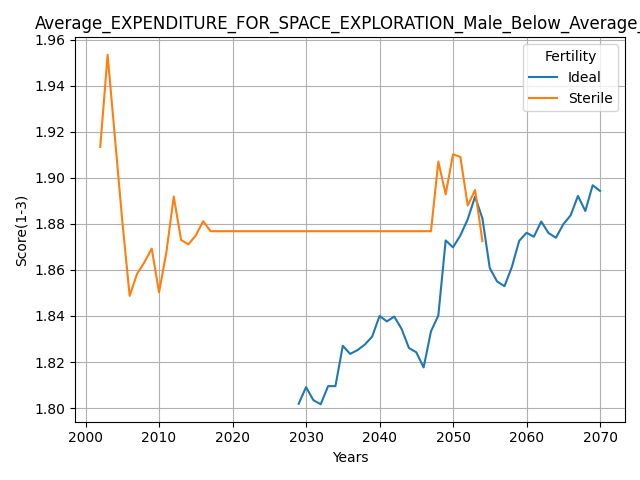 Average_EXPENDITURE_FOR_SPACE_EXPLORATION_Male_Below_Average_
1.96
1.94
1.92
1.90
1.88
1.86
1.84
1.82
1.80
Score(1-3)
Fertility
Ideal
Sterile
2000 2010 2020 2030 2040 2050 2060 2070
Years